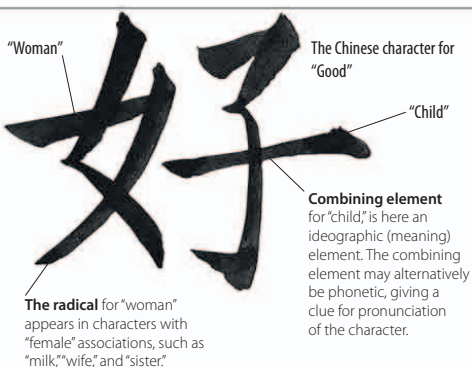 “Woman”
好
The Chinese character for
“Good”
“Child”
Combining element
for “child,” is here an
ideographic (meaning)
element. The combining
element may alternatively
be phonetic, giving a
clue for pronunciation
of the character.
The radical for “woman”
appears in characters with
“female” associations, such as
“milk,” “wife,” and “sister.”